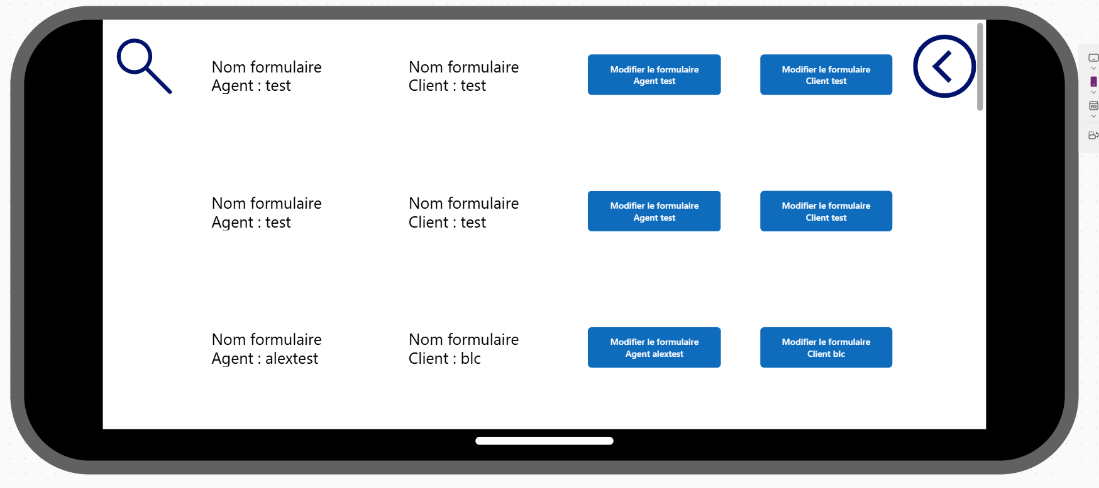 Nom formulaire
Agent : test
Nom formulaire
Client : test
Modifier le formulaire
Agent test
Modifier le formulaire
Client test
Nom formulaire
Agent : test
Nom formulaire
Client : test
Modifier le formulaire
Agent test
Modifier le formulaire
Client test
Nom formulaire
Agent : alextest
Nom formulaire
Client : blc
Modifier le formulaire
Agent alextest
Modifier le formulaire
Client blc